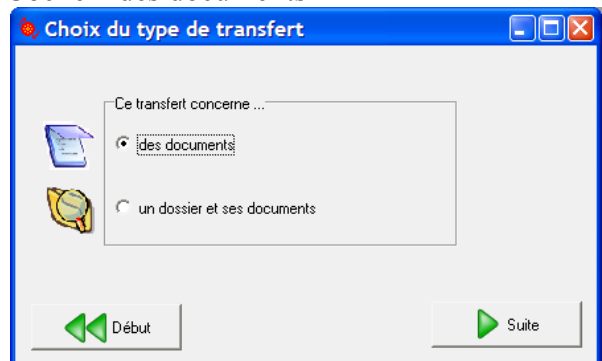 Choix du type de transfert
Ce transfert concerne ...
des documents
un dossier et ses documents
Début
Suite